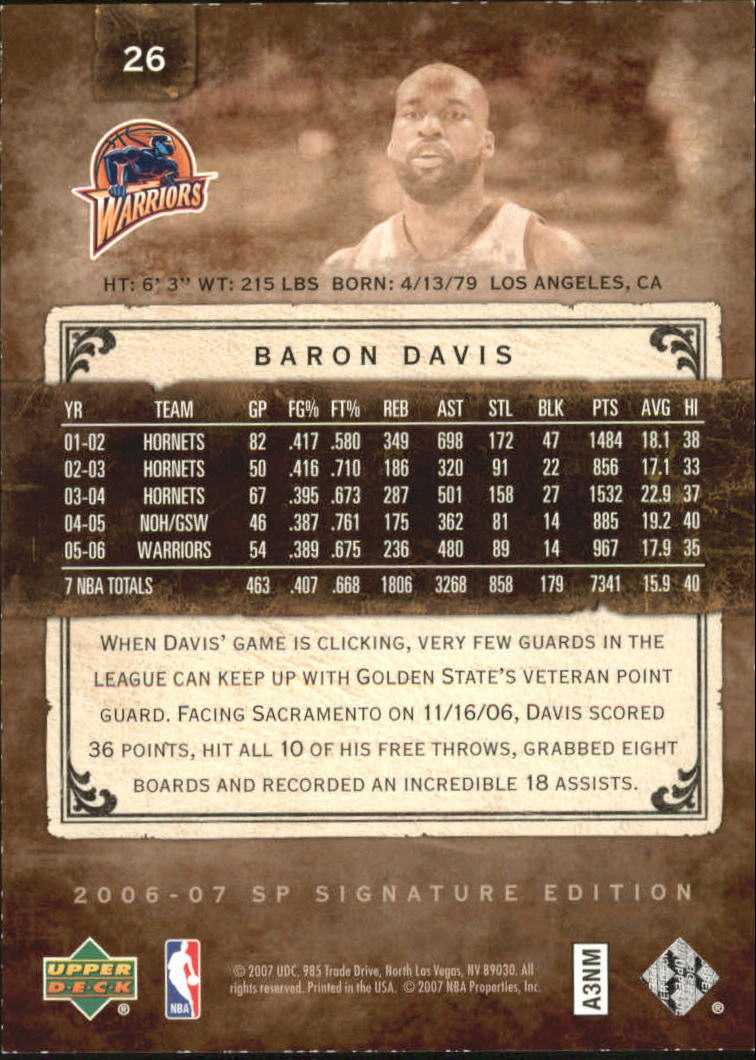 26
WARRIORS
HT: 6' 3" WT: 215 LBS BORN: 4/13/79 LOS ANGELES, CA
BARON DAVIS
YR TEAM GP FG% FT% REB AST STL BLK PTS AVG HI
01-02 HORNETS 82 .417 .580 349 698 172 47 1484 18.1 38
02-03 HORNETS 50 .416 .710 186 320 91 22 856 17.1 33
03-04 HORNETS 67 .395 .673 287 501 158 27 1532 22.9 37
04-05 NOH/GSW 46 .387 .761 175 362 81 14 885 19.2 40
05-06 WARRIORS 54 .389 .675 236 480 89 14 967 17.9 35
7 NBA TOTALS 463 .407 .668 1806 3268 858 179 7341 15.9 40
WHEN DAVIS' GAME IS CLICKING, VERY FEW GUARDS IN THE
LEAGUE CAN KEEP UP WITH GOLDEN STATE'S VETERAN POINT
GUARD. FACING SACRAMENTO ON 11/16/06, DAVIS SCORED
36 POINTS, HIT ALL 10 OF HIS FREE THROWS, GRABBED EIGHT
BOARDS AND RECORDED AN INCREDIBLE 18 ASSISTS.
2006-07 SP SIGNATURE EDITION
UPPER
D·E·C·K
®
NBA
© 2007 UDC. 985 Trade Drive, North Las Vegas, NV 89030. All
rights reserved. Printed in the USA. © 2007 NBA Properties, Inc.
A3NM
®